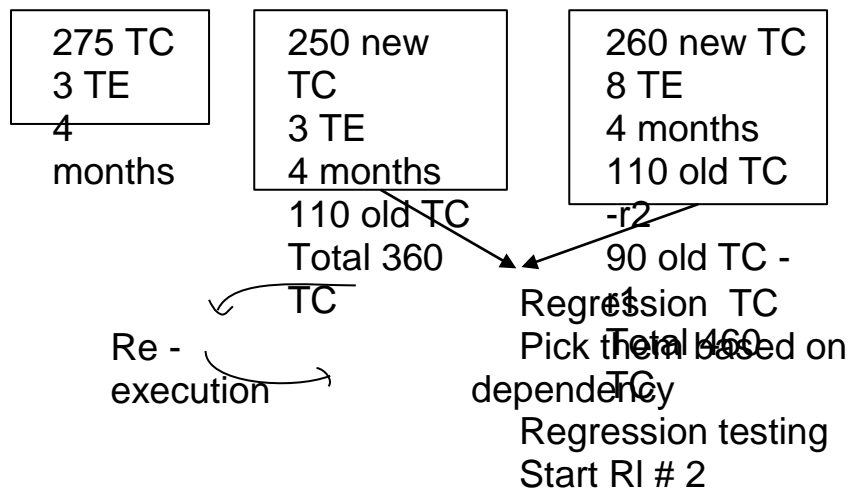 275 TC
3 TE
4
months
250 new
TC
3 TE
4 months
110 old TC
Total 360
TC
260 new TC
8 TE
4 months
110 old TC
-r2
90 old TC -
r1
Total 460
TC
Re -
execution
Regression TC
Pick them based on
dependency
Regression testing
Start Rl # 2